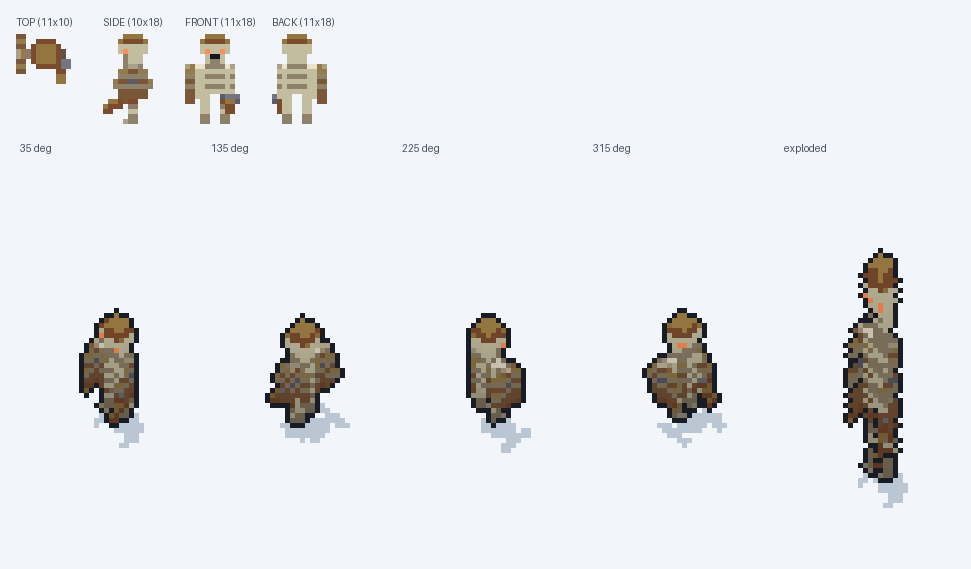 TOP (11x10) SIDE (10x18) FRONT (11x18) BACK (11x18)
35 deg 135 deg 225 deg 315 deg exploded